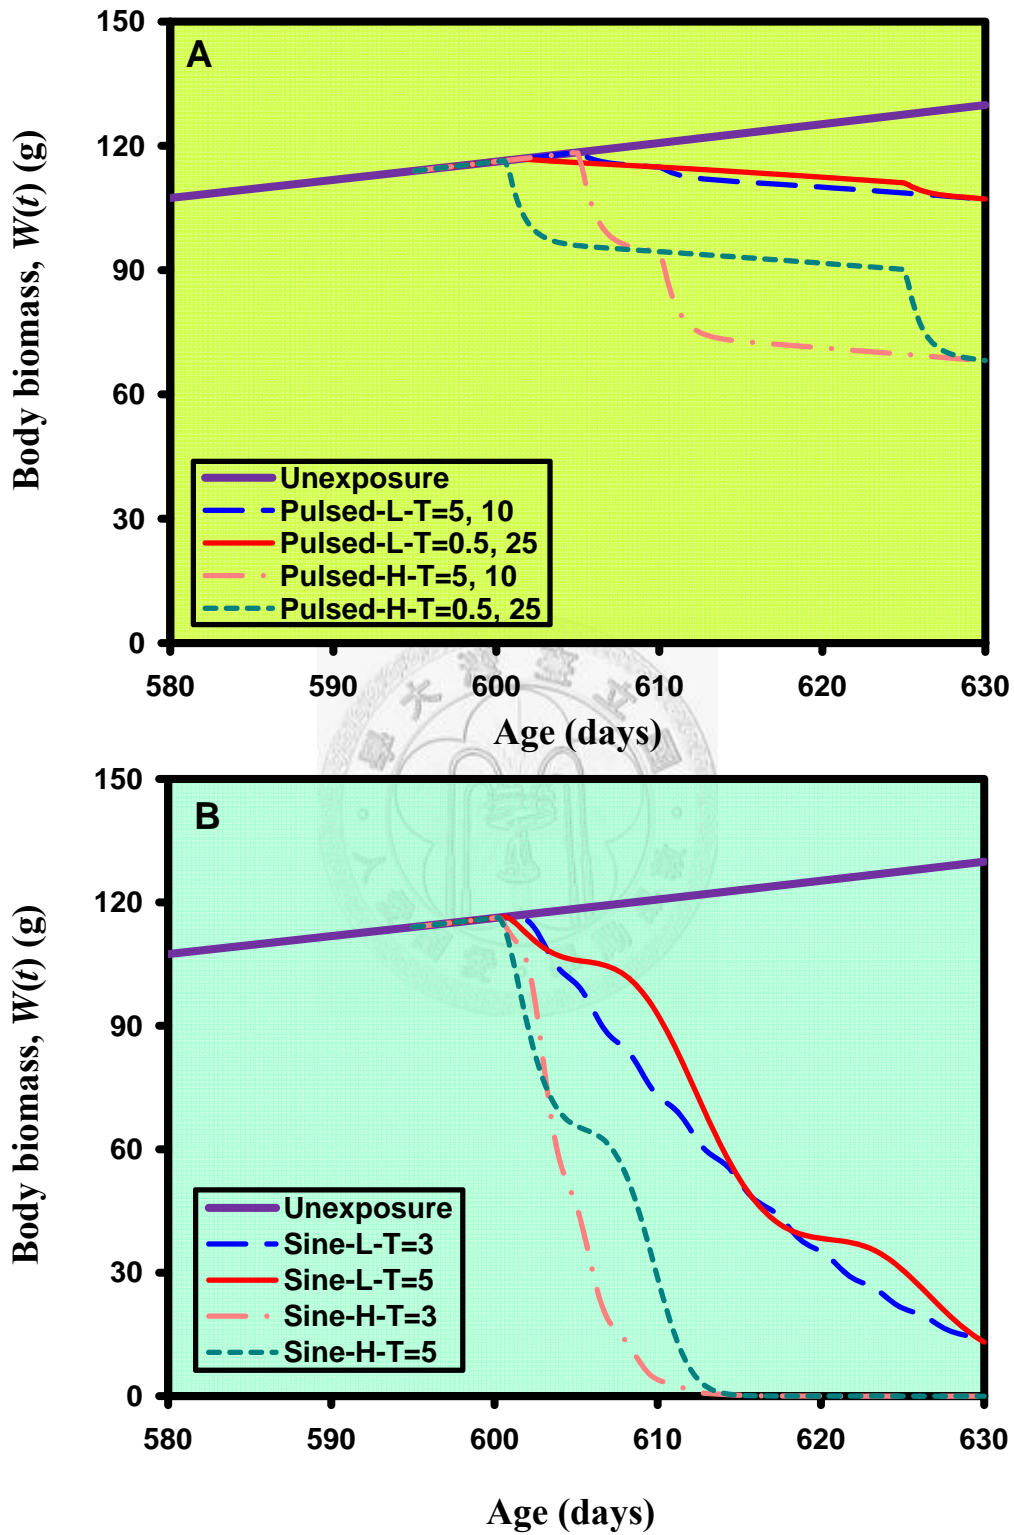 150
A
120
90
60
30
0
Body biomass, W(t) (g)
Unexposure
Pulsed-L-T=5, 10
Pulsed-L-T=0.5, 25
Pulsed-H-T=5, 10
Pulsed-H-T=0.5, 25
580 590 600 610 620 630
Age (days)
150
B
120
90
60
30
0
Body biomass, W(t) (g)
Unexposure
Sine-L-T=3
Sine-L-T=5
Sine-H-T=3
Sine-H-T=5
580 590 600 610 620 630
Age (days)